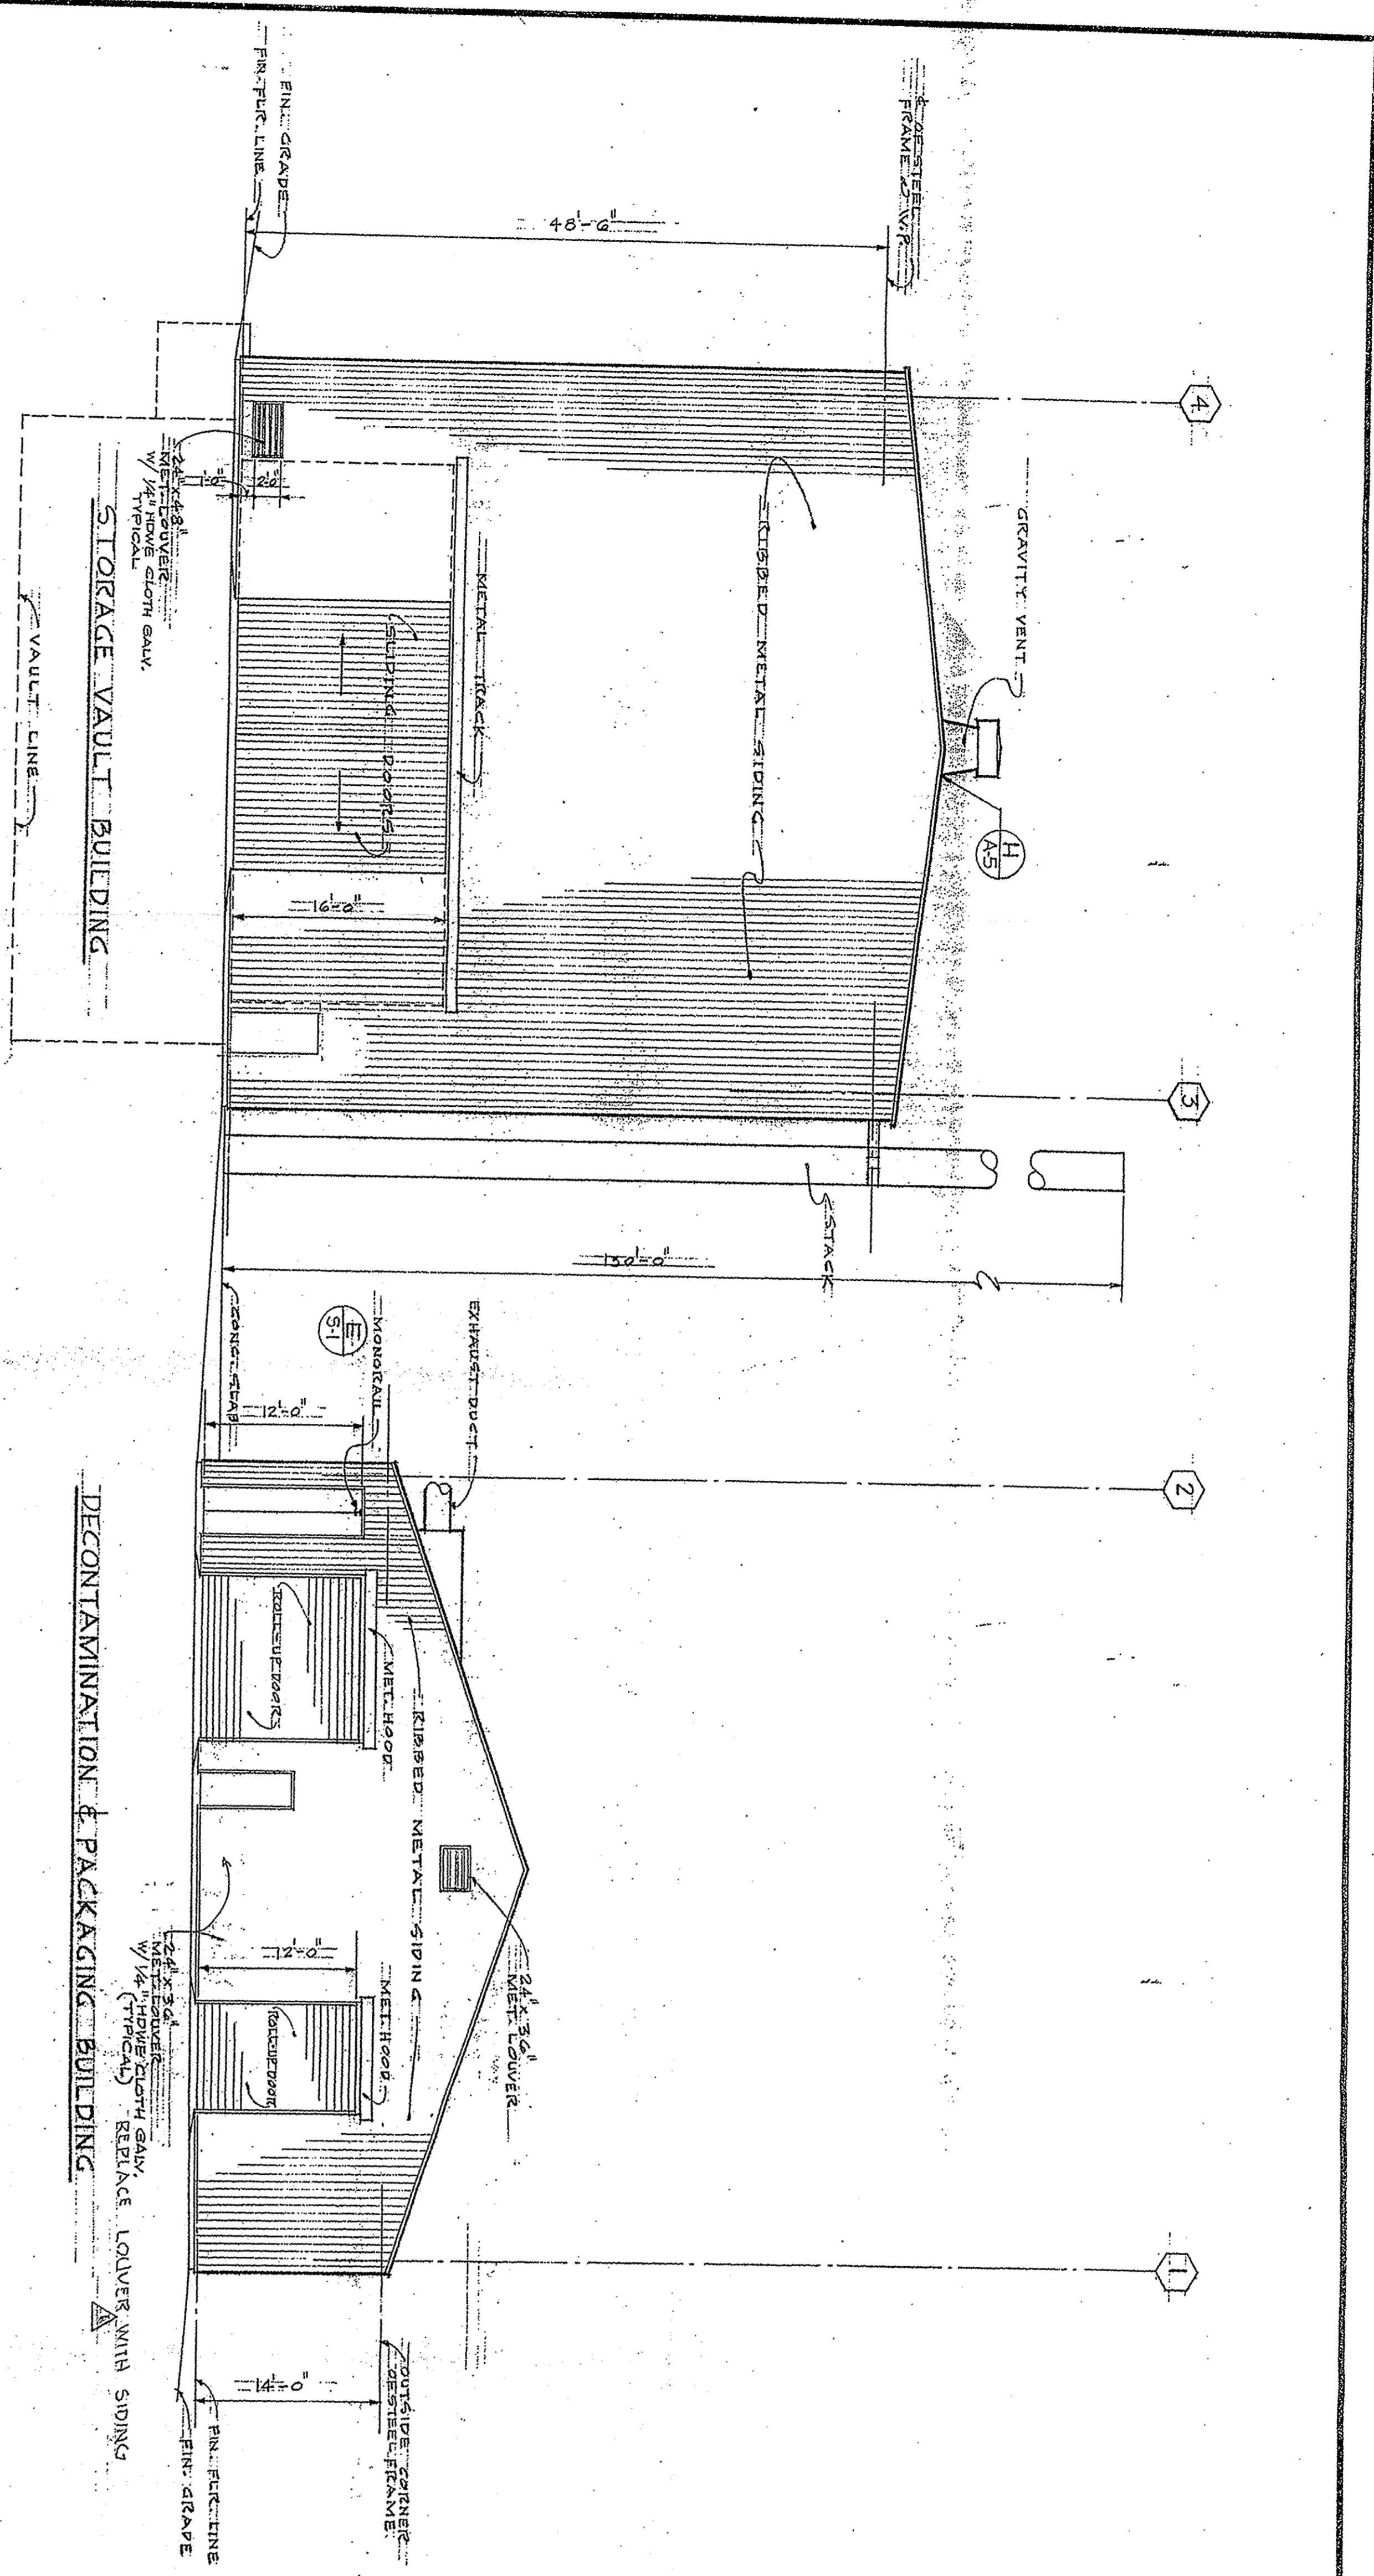 4
3
2
1
GRAVITY VENT
H
A-5
℄ OF STEEL
FRAME @ W.P.
48'-6"
FIN. GRADE
FIN. FLR. LINE
RIBBED METAL SIDING
METAL TRACK
SLIDING DOORS
16'-0"
2'-0"
1'-0"
24" x 48"
MET. LOUVER
W/ 1/4" HDWE CLOTH GALV.
TYPICAL
STORAGE VAULT BUILDING
VAULT LINE
STACK
150'-0"
CONC. SLAB
EXHAUST DUCT
MONORAIL
E
S-1
12'-0"
ROLL-UP DOORS
MET. HOOD
RIBBED METAL SIDING
24" x 36"
MET. LOUVER
MET. HOOD
12'-0"
ROLL-UP DOOR
24" x 36"
MET. LOUVER
W/ 1/4" HDWE CLOTH GALV.
(TYPICAL)
REPLACE LOUVER WITH SIDING
DECONTAMINATION & PACKAGING BUILDING
OUTSIDE CORNER
OF STEEL FRAME
14'-0"
FIN. FLR. LINE
FIN. GRADE